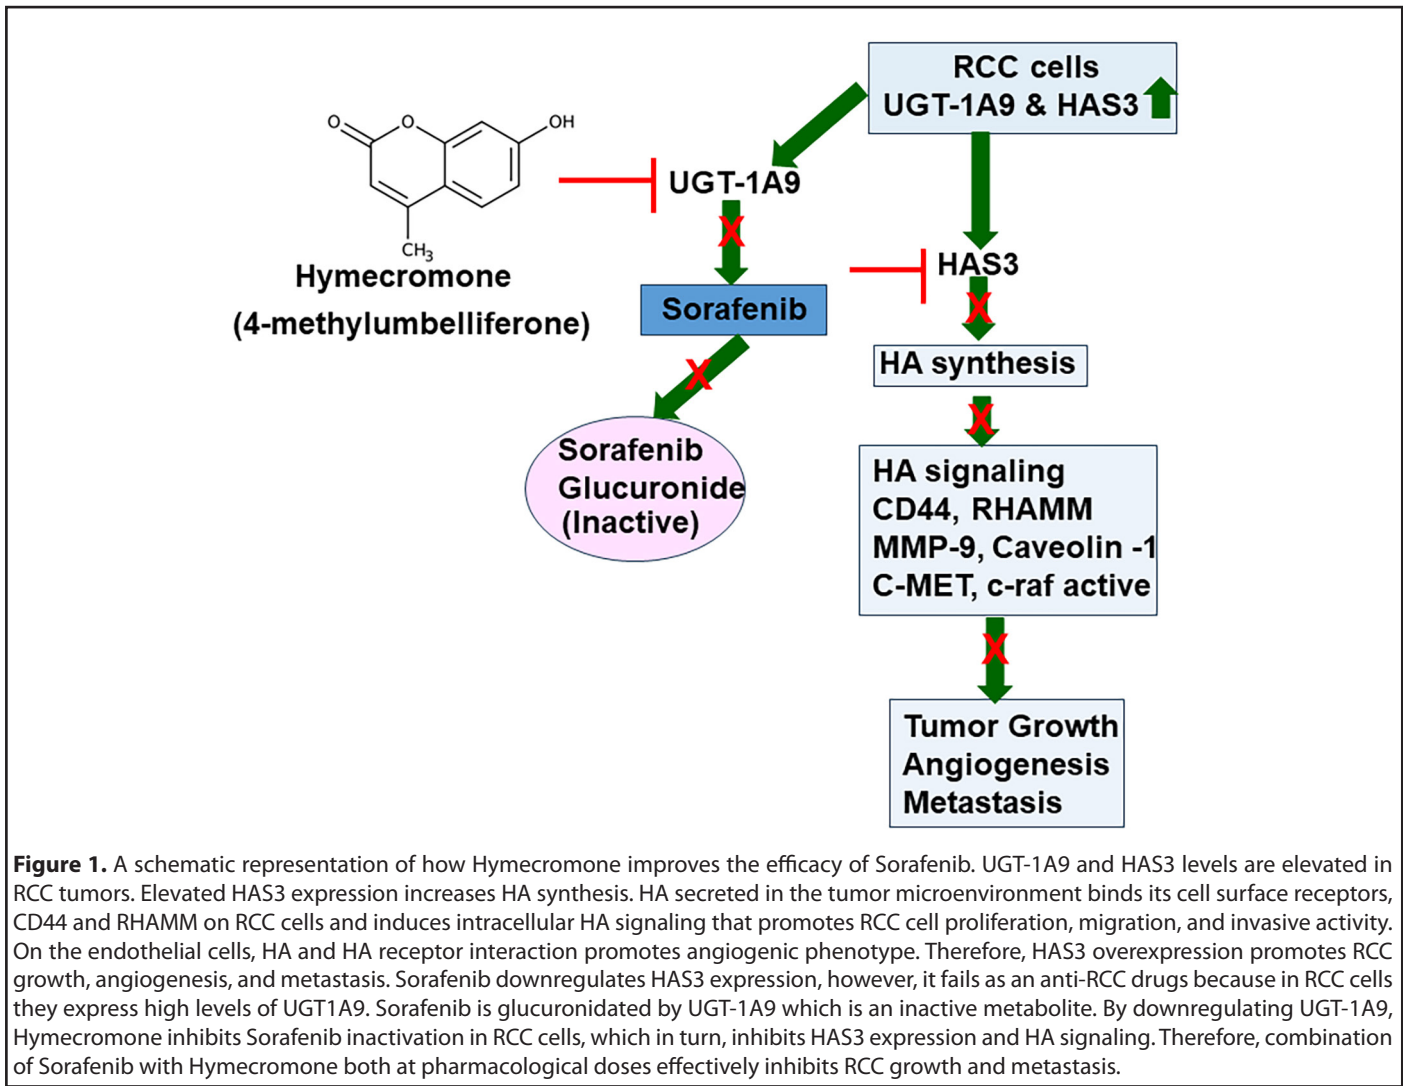 RCC cells
UGT-1A9 & HAS3
O
O
OH
CH3
Hymecromone
(4-methylumbelliferone)
UGT-1A9
X
Sorafenib
X
Sorafenib
Glucuronide
(Inactive)
HAS3
X
HA synthesis
X
HA signaling
CD44, RHAMM
MMP-9, Caveolin -1
C-MET, c-raf active
X
Tumor Growth
Angiogenesis
Metastasis
Figure 1. A schematic representation of how Hymecromone improves the efficacy of Sorafenib. UGT-1A9 and HAS3 levels are elevated in
RCC tumors. Elevated HAS3 expression increases HA synthesis. HA secreted in the tumor microenvironment binds its cell surface receptors,
CD44 and RHAMM on RCC cells and induces intracellular HA signaling that promotes RCC cell proliferation, migration, and invasive activity.
On the endothelial cells, HA and HA receptor interaction promotes angiogenic phenotype. Therefore, HAS3 overexpression promotes RCC
growth, angiogenesis, and metastasis. Sorafenib downregulates HAS3 expression, however, it fails as an anti-RCC drugs because in RCC cells
they express high levels of UGT1A9. Sorafenib is glucuronidated by UGT-1A9 which is an inactive metabolite. By downregulating UGT-1A9,
Hymecromone inhibits Sorafenib inactivation in RCC cells, which in turn, inhibits HAS3 expression and HA signaling. Therefore, combination
of Sorafenib with Hymecromone both at pharmacological doses effectively inhibits RCC growth and metastasis.